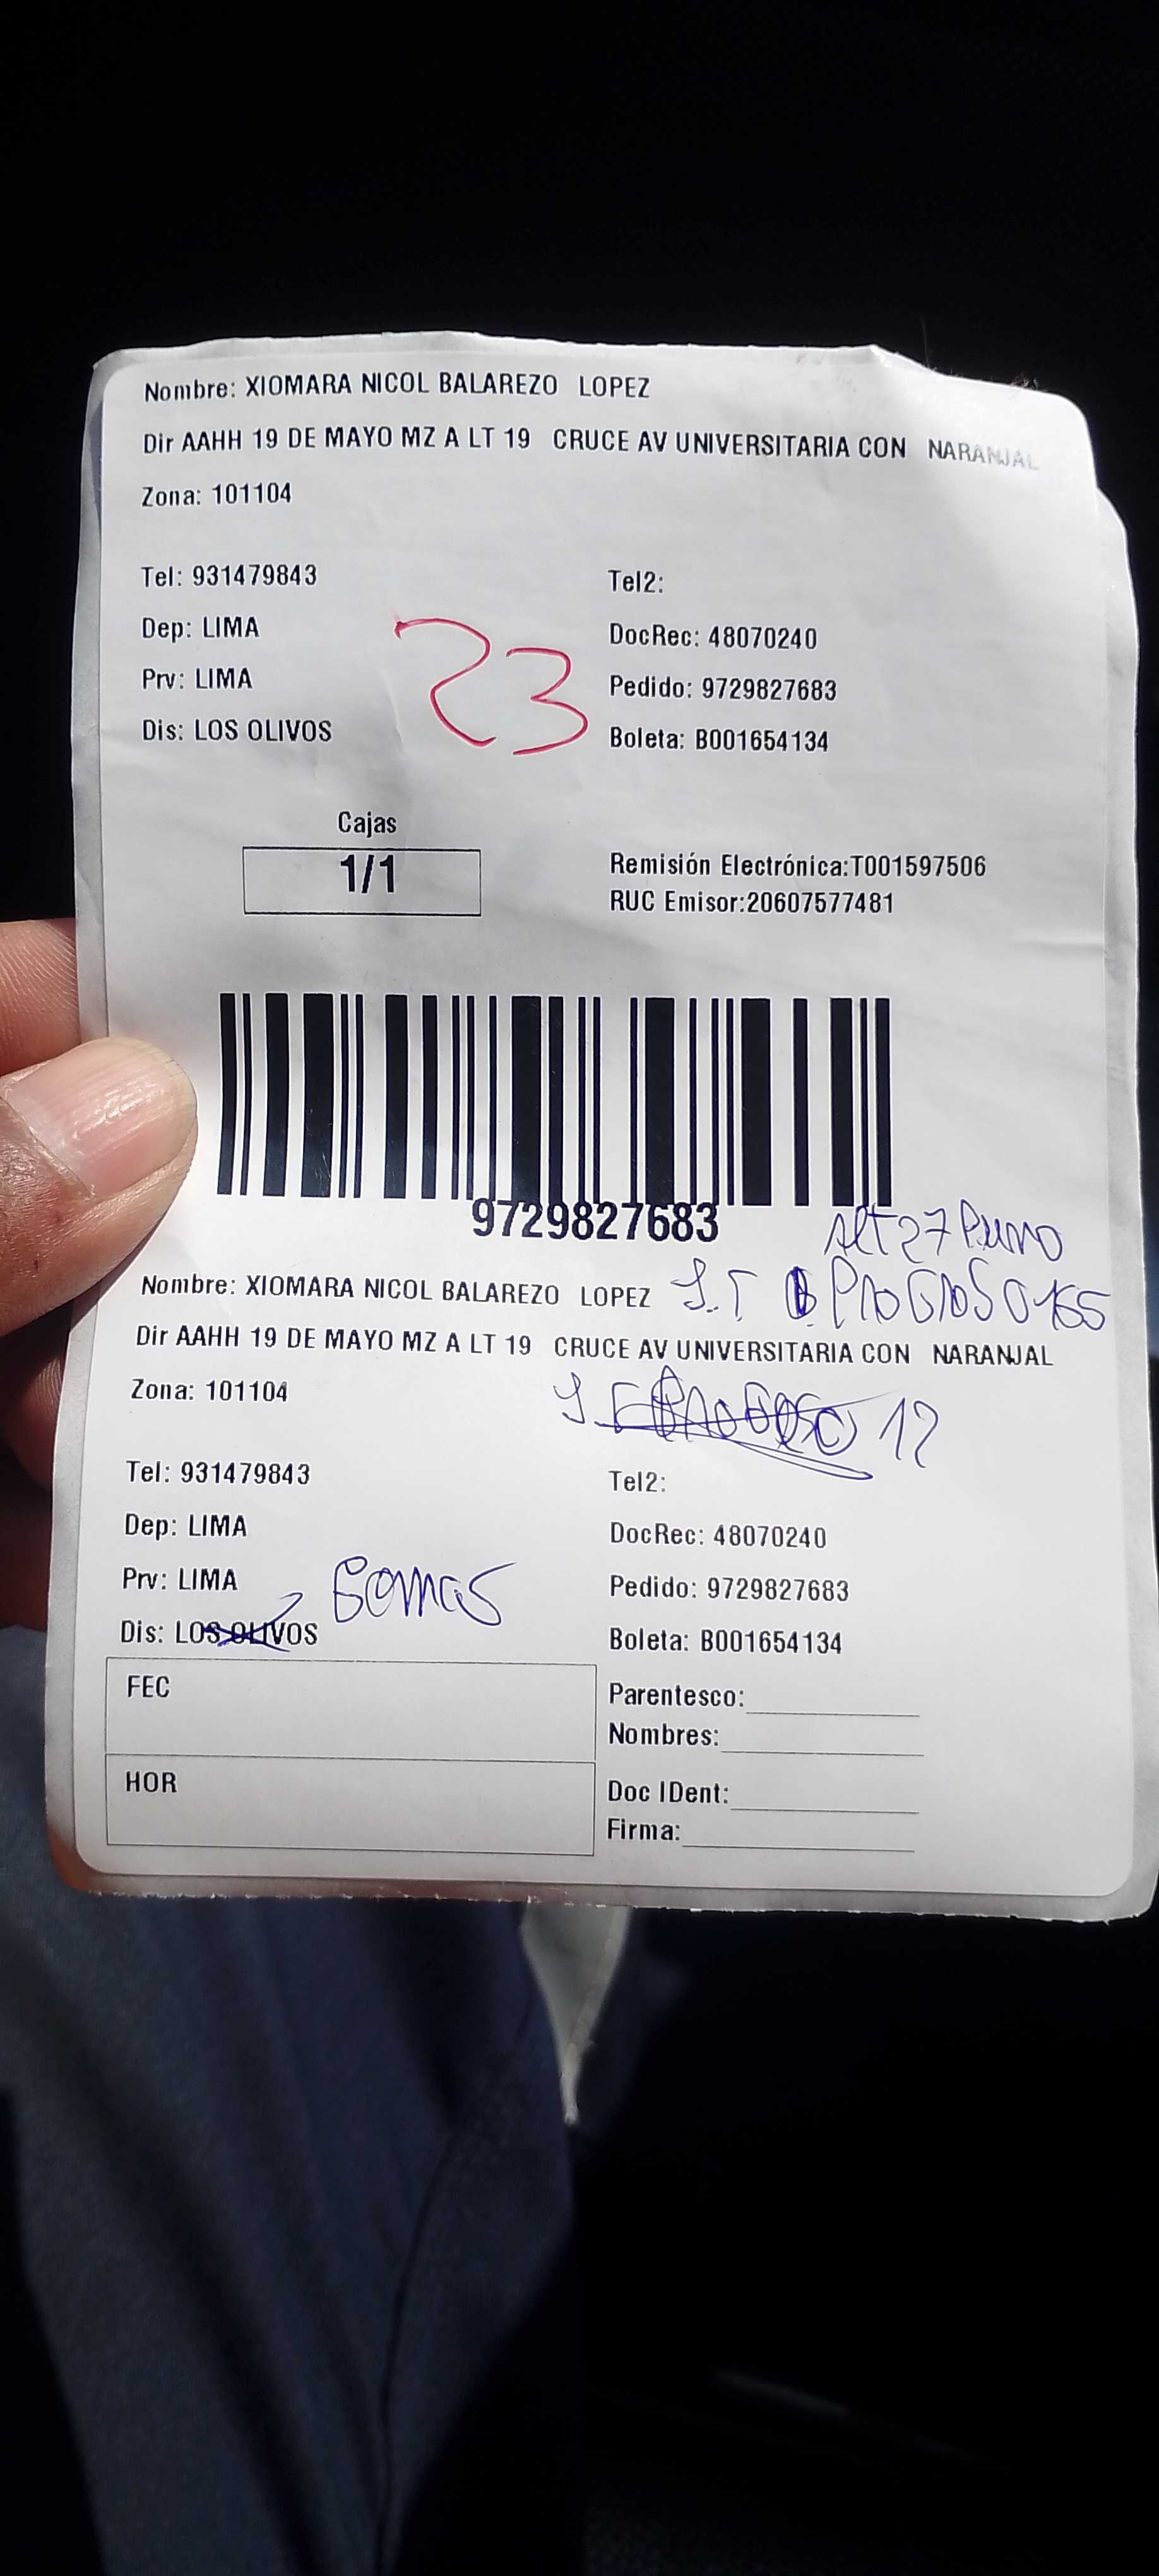 Nombre: XIOMARA NICOL BALAREZO LOPEZ
Dir AAHH 19 DE MAYO MZ A LT 19 CRUCE AV UNIVERSITARIA CON NARANJAL
Zona: 101104
Tel: 931479843 Tel2:
Dep: LIMA DocRec: 48070240
Prv: LIMA Pedido: 9729827683
Dis: LOS OLIVOS Boleta: B001654134
23
Cajas
1/1
Remisión Electrónica:T001597506
RUC Emisor:20607577481
9729827683
Alt 27
Nombre: XIOMARA NICOL BALAREZO LOPEZ
Dir AAHH 19 DE MAYO MZ A LT 19 CRUCE AV UNIVERSITARIA CON NARANJAL
Zona: 101104
12
Tel: 931479843 Tel2:
Dep: LIMA DocRec: 48070240
Prv: LIMA Pedido: 9729827683
Comas
Dis: LOS OLIVOS Boleta: B001654134
FEC Parentesco:
Nombres:
HOR Doc IDent:
Firma: